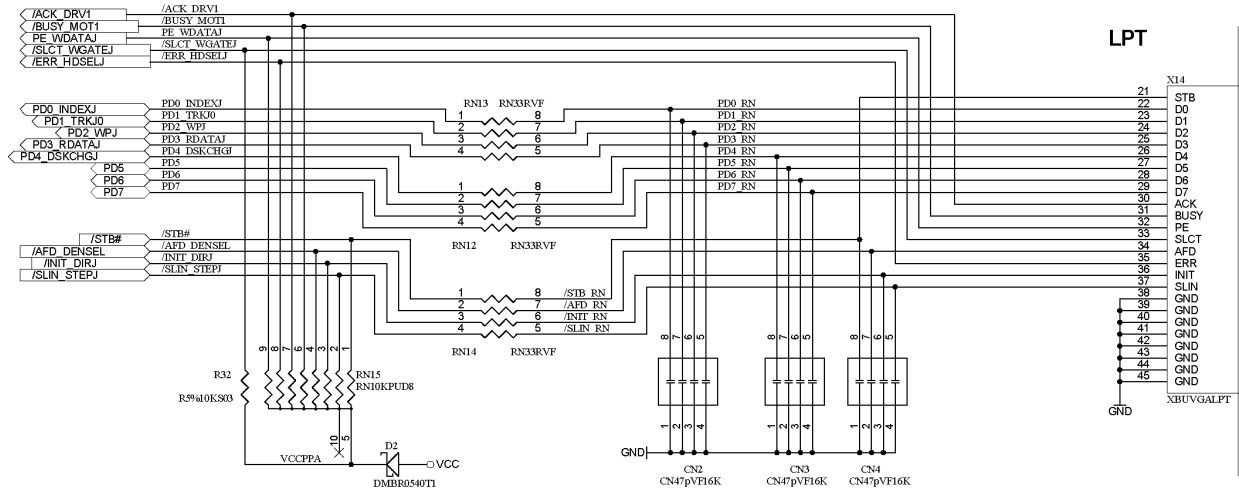 LPT
/ACK_DRV1 /ACK_DRV1
/BUSY_MOT1 /BUSY_MOT1
PE_WDATAJ PE_WDATAJ
/SLCT_WGATEJ /SLCT_WGATEJ
/ERR_HDSELJ /ERR_HDSELJ
X14
RN13 RN33RVF
PD0_INDEXJ PD0_INDEXJ 1 8 PD0_RN
PD1_TRKJ0 PD1_TRKJ0 2 7 PD1_RN
PD2_WPJ PD2_WPJ 3 6 PD2_RN
PD3_RDATAJ PD3_RDATAJ 4 5 PD3_RN
PD4_DSKCHGJ PD4_DSKCHGJ PD4_RN
PD5 PD5 PD5_RN
PD6 PD6 PD6_RN
PD7 PD7 PD7_RN
1 8
2 7
3 6
4 5
RN12 RN33RVF
21 STB
22 D0
23 D1
24 D2
25 D3
26 D4
27 D5
28 D6
29 D7
30 ACK
31 BUSY
32 PE
33 SLCT
34 AFD
35 ERR
36 INIT
37 SLIN
38 GND
39 GND
40 GND
41 GND
42 GND
43 GND
44 GND
45 GND
XBUVGALPT
GND
/STB# /STB#
/AFD_DENSEL /AFD_DENSEL
/INIT_DIRJ /INIT_DIRJ
/SLIN_STEPJ /SLIN_STEPJ
1 8 /STB_RN
2 7 /AFD_RN
3 6 /INIT_RN
4 5 /SLIN_RN
RN14 RN33RVF
9 8 7 6 4 3 2 1
R32
R5%10KS03
RN15
RN10KPUD8
10 5
VCCPPA
D2
VCC
DMBR0540T1
8 7 6 5
8 7 6 5
8 7 6 5
1 2 3 4
1 2 3 4
1 2 3 4
GND
CN2
CN47pVF16K
CN3
CN47pVF16K
CN4
CN47pVF16K